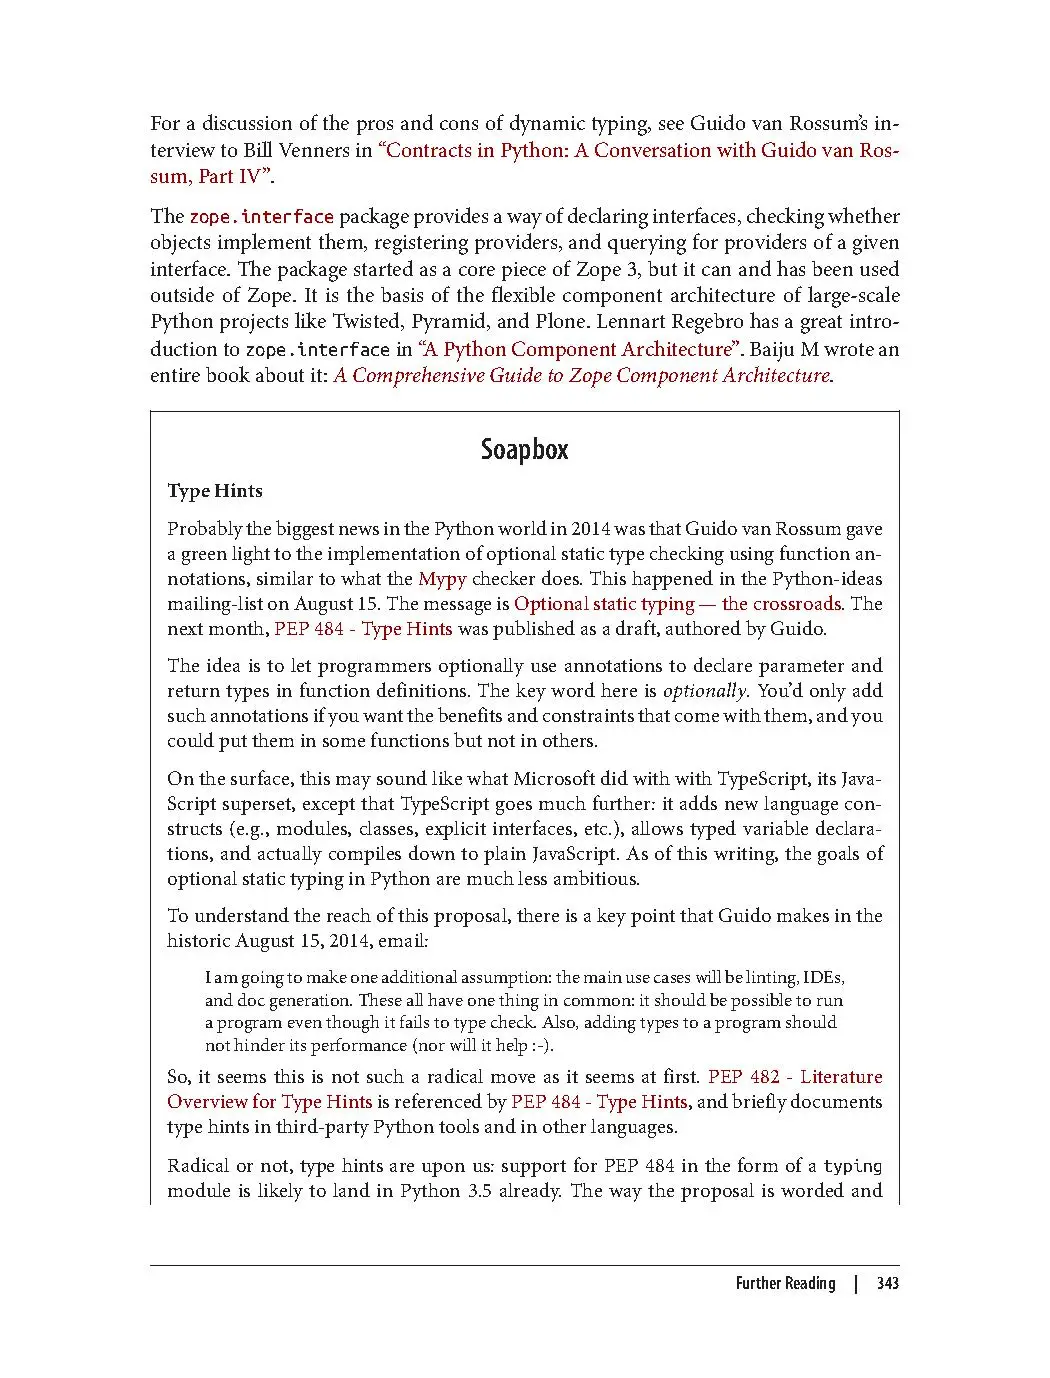 For a discussion of the pros and cons of dynamic typing, see Guido van Rossum’s in-
terview to Bill Venners in “Contracts in Python: A Conversation with Guido van Ros-
sum, Part IV”.
The zope.interface package provides a way of declaring interfaces, checking whether
objects implement them, registering providers, and querying for providers of a given
interface. The package started as a core piece of Zope 3, but it can and has been used
outside of Zope. It is the basis of the flexible component architecture of large-scale
Python projects like Twisted, Pyramid, and Plone. Lennart Regebro has a great intro-
duction to zope.interface in “A Python Component Architecture”. Baiju M wrote an
entire book about it: A Comprehensive Guide to Zope Component Architecture.
Soapbox
Type Hints
Probably the biggest news in the Python world in 2014 was that Guido van Rossum gave
a green light to the implementation of optional static type checking using function an-
notations, similar to what the Mypy checker does. This happened in the Python-ideas
mailing-list on August 15. The message is Optional static typing — the crossroads. The
next month, PEP 484 - Type Hints was published as a draft, authored by Guido.
The idea is to let programmers optionally use annotations to declare parameter and
return types in function definitions. The key word here is optionally. You’d only add
such annotations if you want the benefits and constraints that come with them, and you
could put them in some functions but not in others.
On the surface, this may sound like what Microsoft did with with TypeScript, its Java-
Script superset, except that TypeScript goes much further: it adds new language con-
structs (e.g., modules, classes, explicit interfaces, etc.), allows typed variable declara-
tions, and actually compiles down to plain JavaScript. As of this writing, the goals of
optional static typing in Python are much less ambitious.
To understand the reach of this proposal, there is a key point that Guido makes in the
historic August 15, 2014, email:
I am going to make one additional assumption: the main use cases will be linting, IDEs,
and doc generation. These all have one thing in common: it should be possible to run
a program even though it fails to type check. Also, adding types to a program should
not hinder its performance (nor will it help :-).
So, it seems this is not such a radical move as it seems at first. PEP 482 - Literature
Overview for Type Hints is referenced by PEP 484 - Type Hints, and briefly documents
type hints in third-party Python tools and in other languages.
Radical or not, type hints are upon us: support for PEP 484 in the form of a typing
module is likely to land in Python 3.5 already. The way the proposal is worded and
Further Reading | 343